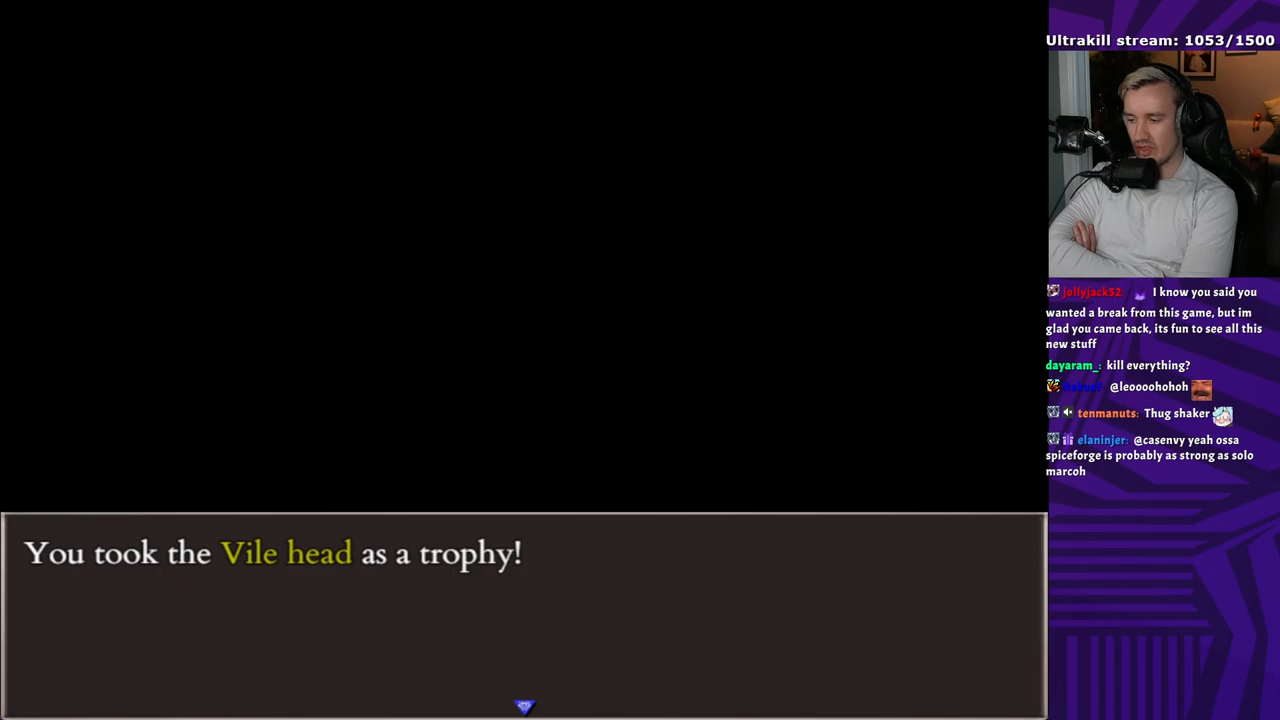 Ultrakill stream: 1053/1500
jollyjack52: I know you said you
wanted a break from this game, but im
glad you came back, its fun to see all this
new stuff
dayaram_: kill everything?
@leoooohohoh
tenmanuts: Thug shaker
elaninjer: @casenvy yeah ossa
spiceforge is probably as strong as solo
marcoh
You took the Vile head as a trophy!